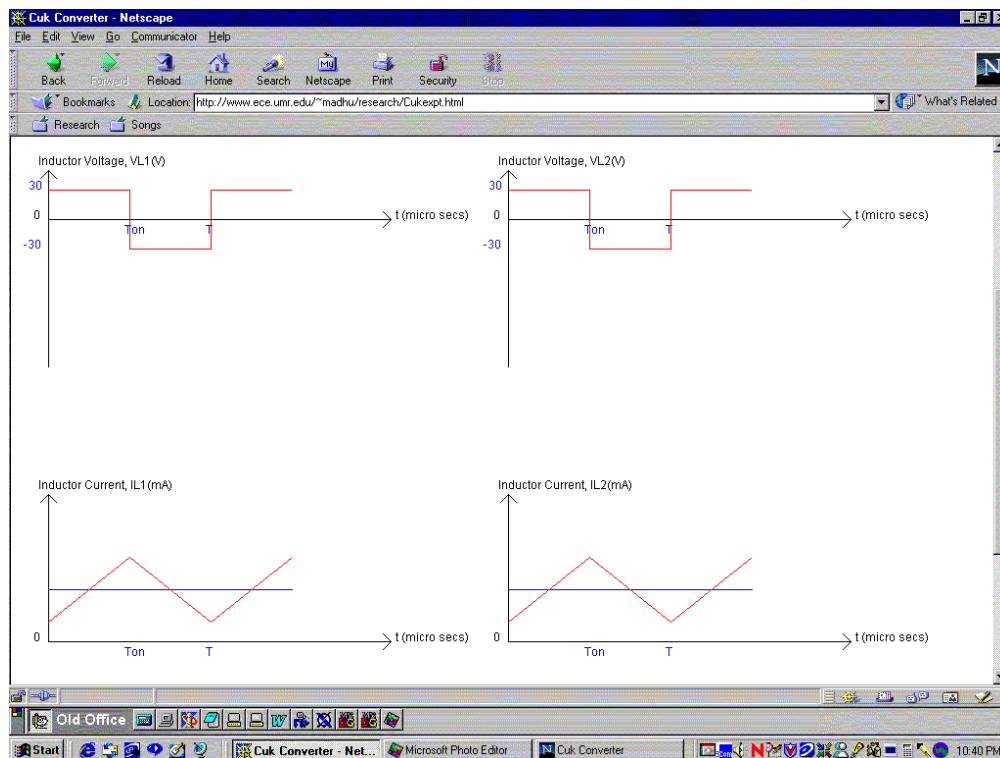 Cuk Converter - Netscape
File Edit View Go Communicator Help
Back Forward Reload Home Search Netscape Print Security Stop
My
N
Bookmarks Location: http://www.ece.umr.edu/~madhu/research/Cukexpt.html What's Related
Research Songs
Inductor Voltage, VL1(V)
30
0
-30
Ton
T
t (micro secs)
Inductor Voltage, VL2(V)
30
0
-30
Ton
T
t (micro secs)
Inductor Current, IL1(mA)
0
Ton
T
t (micro secs)
Inductor Current, IL2(mA)
0
Ton
T
t (micro secs)
Old Office
Start Cuk Converter - Net... Microsoft Photo Editor N Cuk Converter 10:40 PM